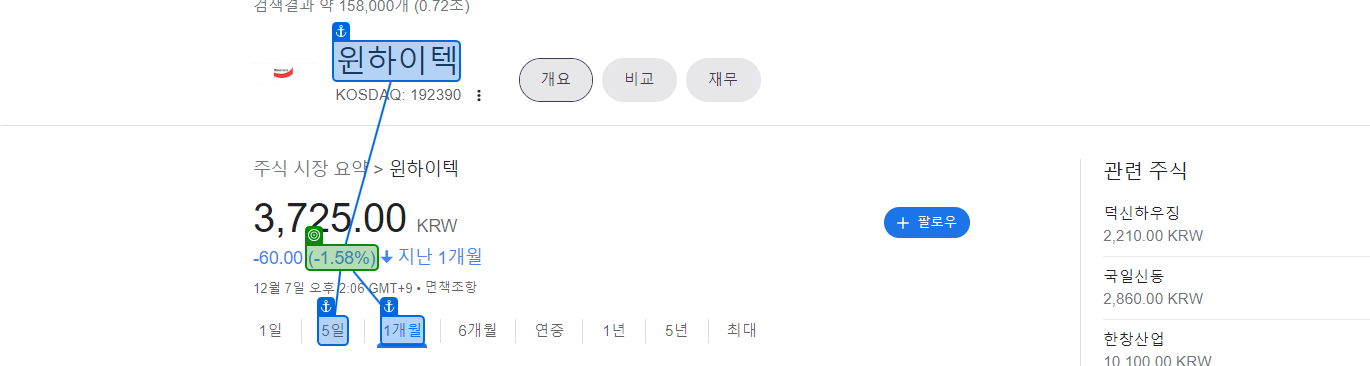 검색결과 약 158,000개 (0.72초)
윈하이텍
KOSDAQ: 192390
개요 비교 재무
주식 시장 요약 > 윈하이텍
3,725.00 KRW
-60.00 (-1.58%) 지난 1개월
12월 7일 오후 2:06 GMT+9 • 면책조항
+ 팔로우
1일 5일 1개월 6개월 연중 1년 5년 최대
관련 주식
덕신하우징
2,210.00 KRW
국일신동
2,860.00 KRW
한창산업
10,100.00 KRW